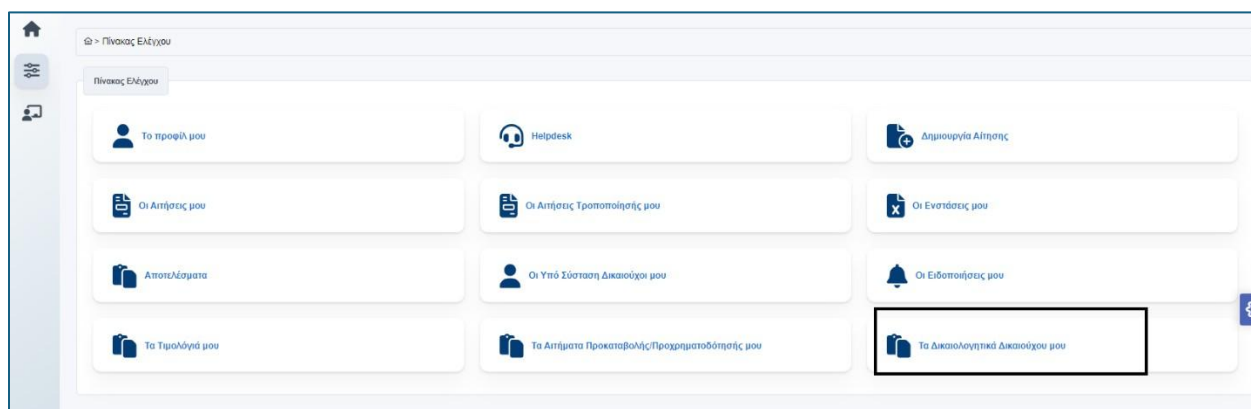 > Πίνακας Ελέγχου
Πίνακας Ελέγχου
Το προφίλ μου
Helpdesk
Δημιουργία Αίτησης
Οι Αιτήσεις μου
Οι Αιτήσεις Τροποποίησής μου
Οι Ενστάσεις μου
Αποτελέσματα
Οι Υπό Σύσταση Δικαιούχοι μου
Οι Ειδοποιήσεις μου
Τα Τιμολόγιά μου
Τα Αιτήματα Προκαταβολής/Προχρηματοδότησής μου
Τα Δικαιολογητικά Δικαιούχου μου